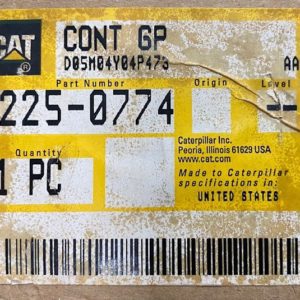 CAT ®
CONT GP
D05M04Y04P473 AA
Part Number Origin Level
225-0774 --
Caterpillar Inc.
Peoria, Illinois 61629 USA
www.cat.com
Quantity
1 PC
Made to Caterpillar
specifications in:
UNITED STATES